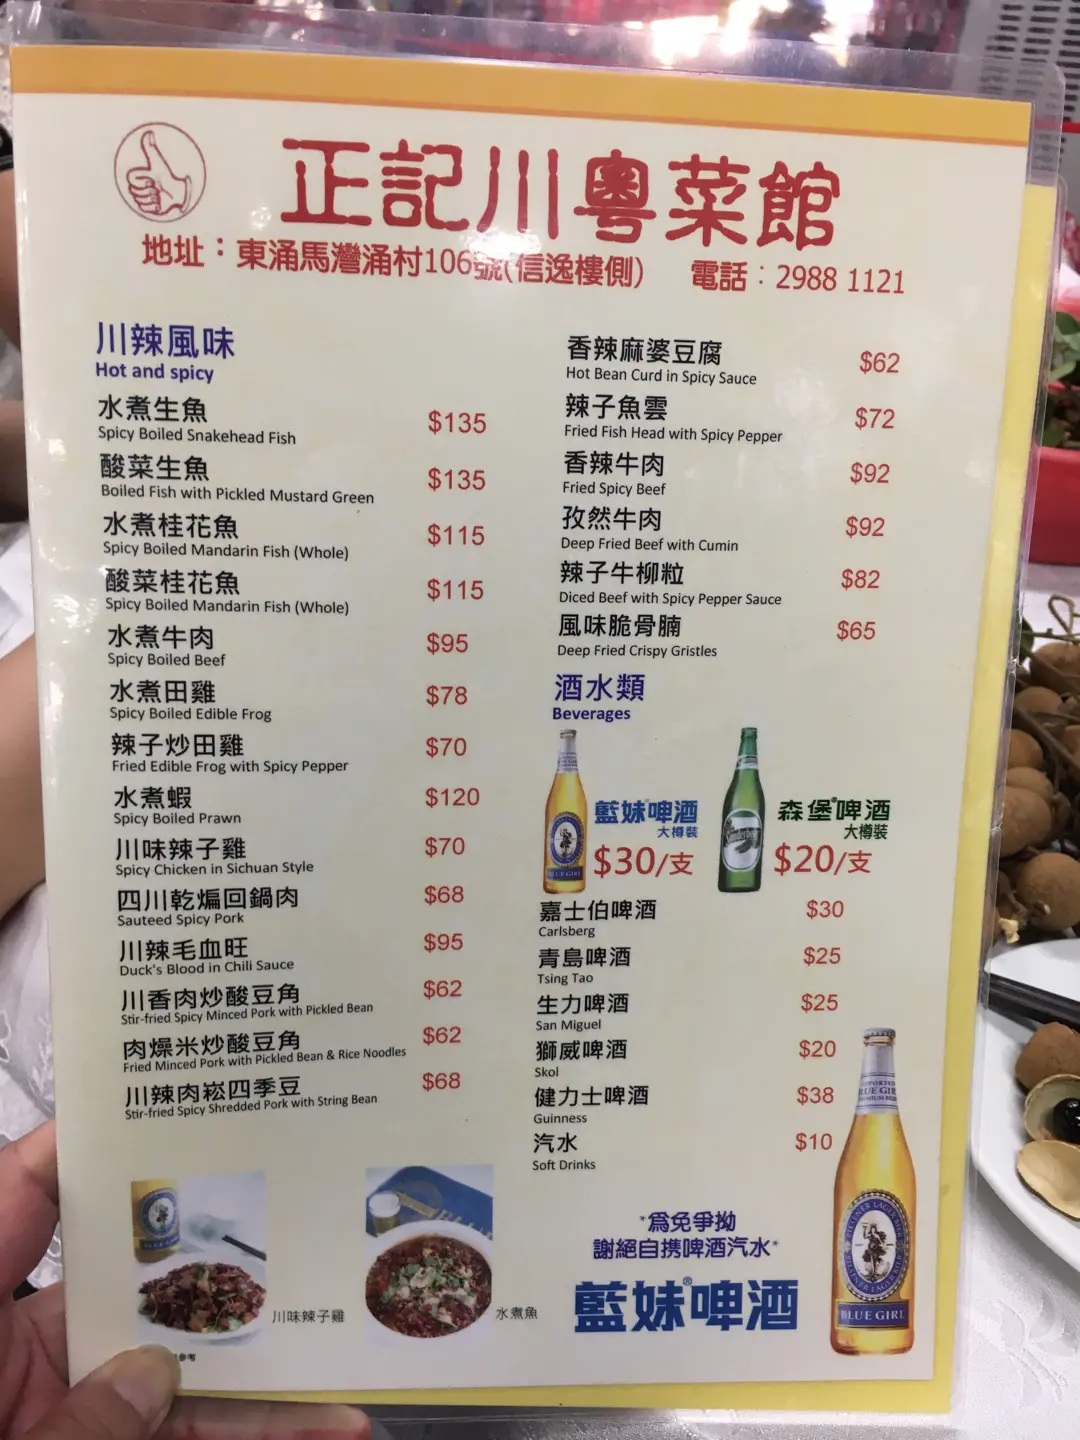 正記川粵菜館
地址：東涌馬灣涌村106號(信逸樓側) 電話：2988 1121
川辣風味
Hot and spicy
水煮生魚 $135
Spicy Boiled Snakehead Fish
酸菜生魚 $135
Boiled Fish with Pickled Mustard Green
水煮桂花魚 $115
Spicy Boiled Mandarin Fish (Whole)
酸菜桂花魚 $115
Spicy Boiled Mandarin Fish (Whole)
水煮牛肉 $95
Spicy Boiled Beef
水煮田雞 $78
Spicy Boiled Edible Frog
辣子炒田雞 $70
Fried Edible Frog with Spicy Pepper
水煮蝦 $120
Spicy Boiled Prawn
川味辣子雞 $70
Spicy Chicken in Sichuan Style
四川乾煸回鍋肉 $68
Sauteed Spicy Pork
川辣毛血旺 $95
Duck's Blood in Chili Sauce
川香肉炒酸豆角 $62
Stir-fried Spicy Minced Pork with Pickled Bean
肉燥米炒酸豆角 $62
Fried Minced Pork with Pickled Bean & Rice Noodles
川辣肉崧四季豆 $68
Stir-fried Spicy Shredded Pork with String Bean
川味辣子雞
水煮魚
參考
香辣麻婆豆腐 $62
Hot Bean Curd in Spicy Sauce
辣子魚雲 $72
Fried Fish Head with Spicy Pepper
香辣牛肉 $92
Fried Spicy Beef
孜然牛肉 $92
Deep Fried Beef with Cumin
辣子牛柳粒 $82
Diced Beef with Spicy Pepper Sauce
風味脆骨腩 $65
Deep Fried Crispy Gristles
酒水類
Beverages
藍妹®啤酒
大樽裝
$30/支
BLUE GIRL
森堡®啤酒
大樽裝
$20/支
嘉士伯啤酒 $30
Carlsberg
青島啤酒 $25
Tsing Tao
生力啤酒 $25
San Miguel
獅威啤酒 $20
Skol
健力士啤酒 $38
Guinness
汽水 $10
Soft Drinks
*為免爭拗
謝絕自携啤酒汽水*
藍妹®啤酒
BLUE GIRL